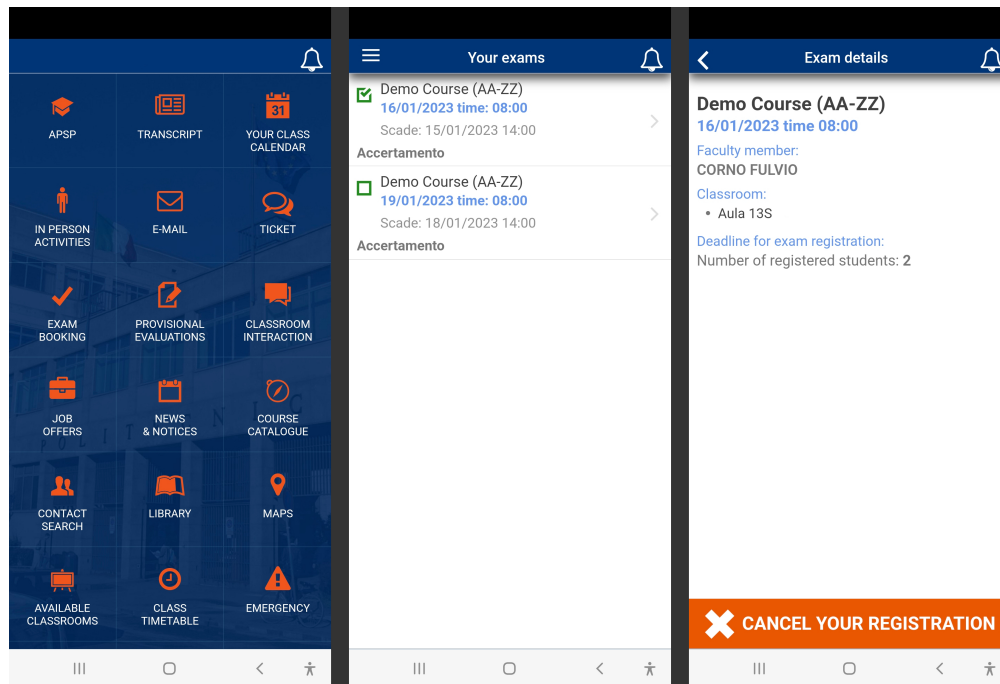 APSP
TRANSCRIPT
31
YOUR CLASS
CALENDAR
IN PERSON
ACTIVITIES
E-MAIL
TICKET
EXAM
BOOKING
PROVISIONAL
EVALUATIONS
CLASSROOM
INTERACTION
JOB
OFFERS
NEWS
& NOTICES
COURSE
CATALOGUE
CONTACT
SEARCH
LIBRARY
MAPS
AVAILABLE
CLASSROOMS
CLASS
TIMETABLE
EMERGENCY
Your exams
Demo Course (AA-ZZ)
16/01/2023 time: 08:00
Scade: 15/01/2023 14:00
Accertamento
Demo Course (AA-ZZ)
19/01/2023 time: 08:00
Scade: 18/01/2023 14:00
Accertamento
Exam details
Demo Course (AA-ZZ)
16/01/2023 time 08:00
Faculty member:
CORNO FULVIO
Classroom:
• Aula 13S
Deadline for exam registration:
Number of registered students: 2
CANCEL YOUR REGISTRATION